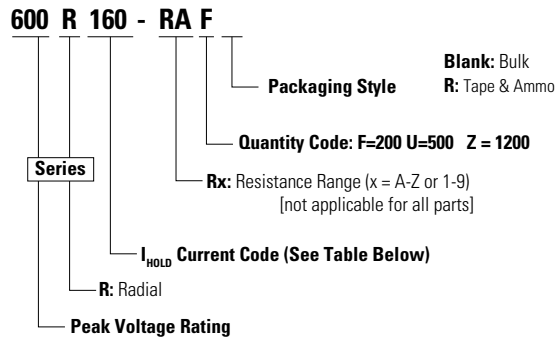 600 R 160 - RA F
Blank: Bulk
Packaging Style
R: Tape & Ammo
Quantity Code: F=200 U=500 Z = 1200
Series
Rx: Resistance Range (x = A-Z or 1-9)
[not applicable for all parts]
IHOLD Current Code (See Table Below)
R: Radial
Peak Voltage Rating